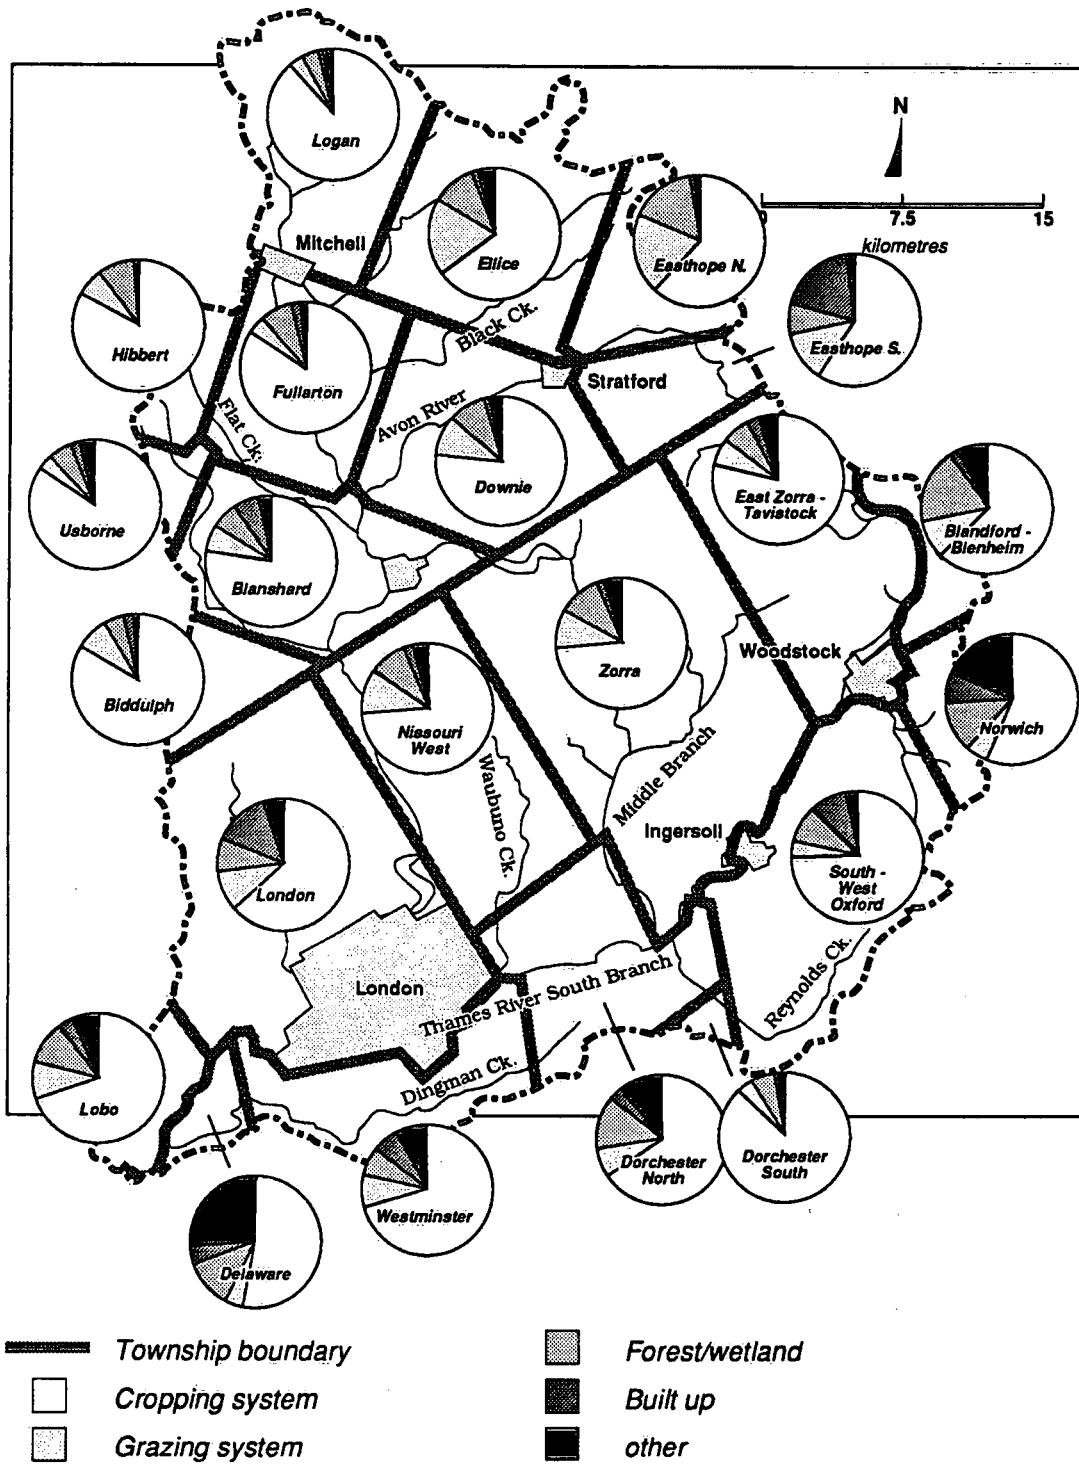 Logan
N
0
7.5
15
kilometres
Mitchell
Ellice
Easthope N.
Easthope S.
Hibbert
Fullarton
Black Ck.
Stratford
Flat Ck.
Avon River
Downie
East Zorra -
Tavistock
Blandford -
Blenheim
Usborne
Blanshard
Zorra
Woodstock
Biddulph
Nissouri
West
Norwich
Waubuno Ck.
Middle Branch
Ingersoll
London
South -
West
Oxford
London
Thames River South Branch
Reynolds Ck.
Dingman Ck.
Lobo
Dorchester
North
Dorchester
South
Westminster
Delaware
Township boundary
Forest/wetland
Cropping system
Built up
Grazing system
other